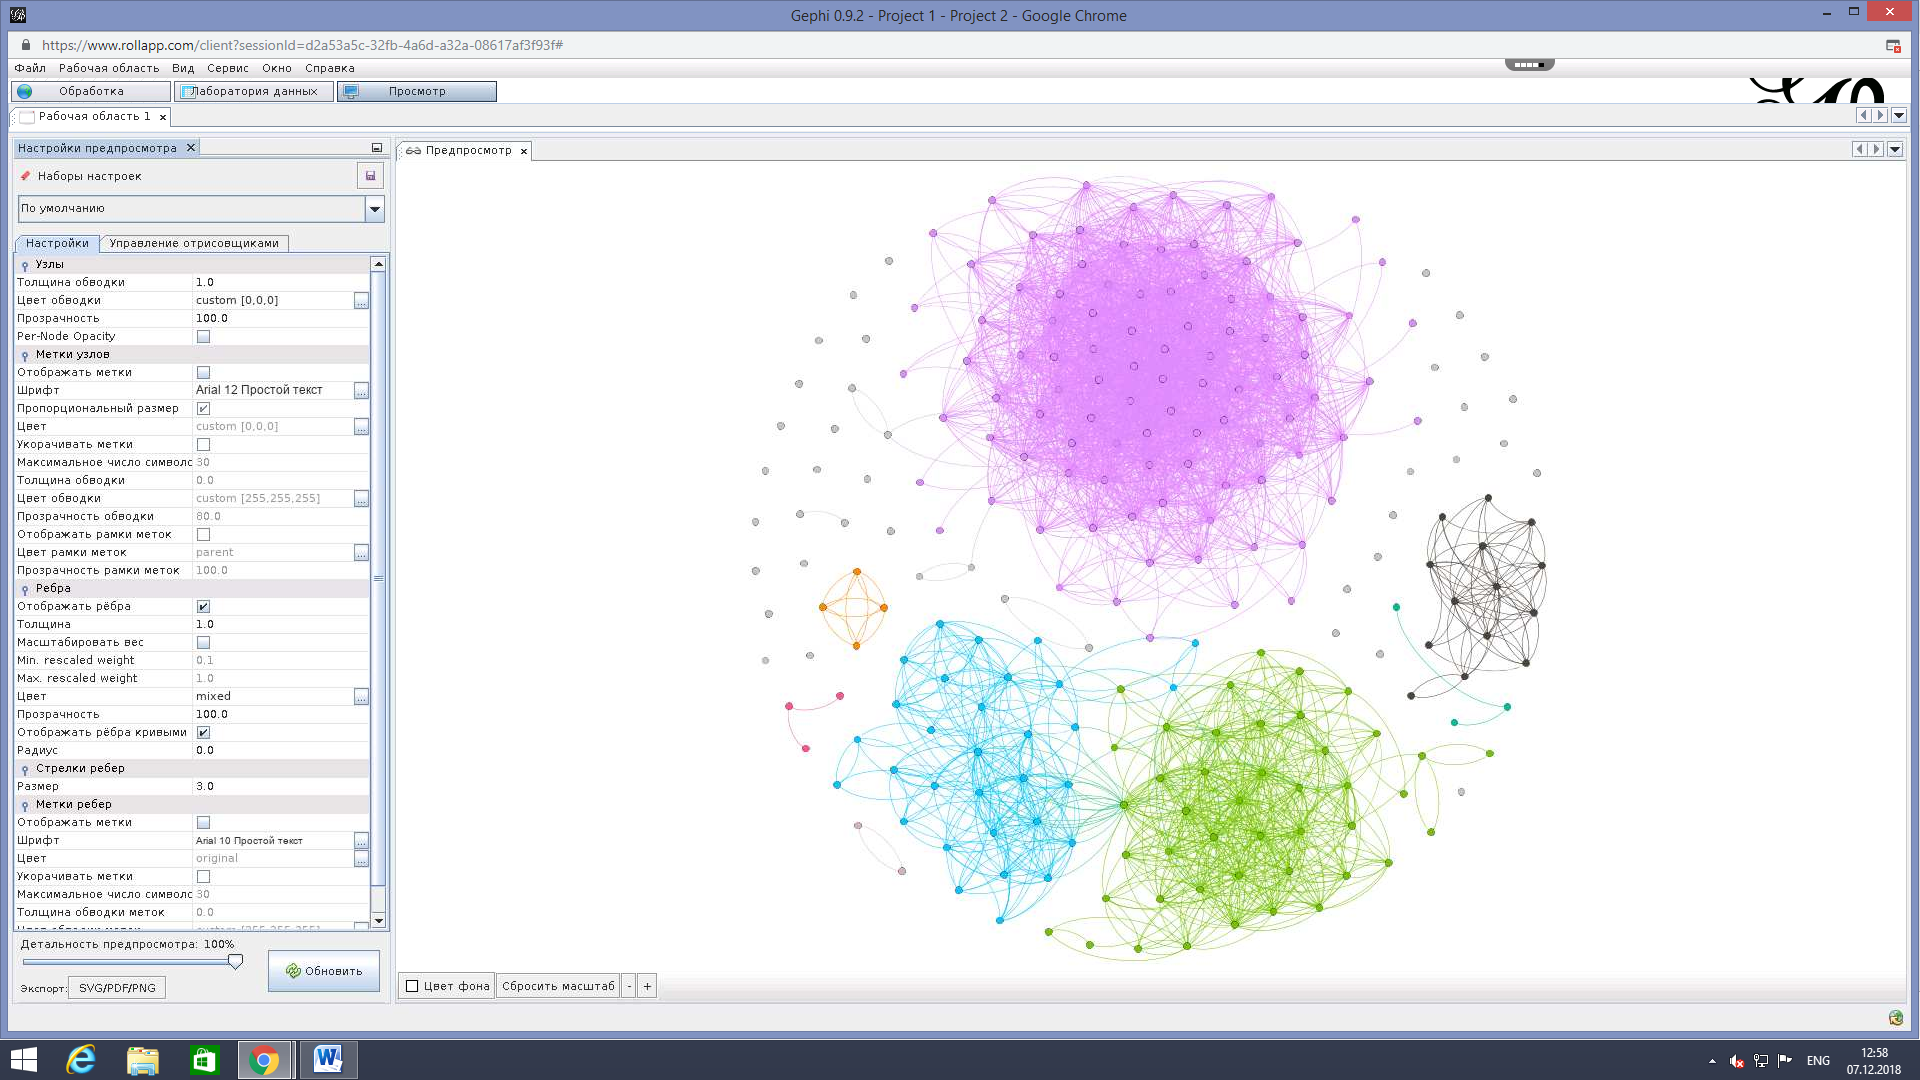 Gephi 0.9.2 - Project 1 - Project 2 - Google Chrome
https://www.rollapp.com/client?sessionId=d2a53a5c-32fb-4a6d-a32a-08617af3f93f#
Файл Рабочая область Вид Сервис Окно Справка
Обработка Лаборатория данных Просмотр
Рабочая область 1
Настройки предпросмотра
Предпросмотр
Наборы настроек
По умолчанию
Настройки Управление отрисовщиками
Узлы
Толщина обводки 1.0
Цвет обводки custom [0,0,0]
Прозрачность 100.0
Per-Node Opacity
Метки узлов
Отображать метки
Шрифт Arial 12 Простой текст
Пропорциональный размер
Цвет custom [0,0,0]
Укорачивать метки
Максимальное число символс 30
Толщина обводки 0.0
Цвет обводки custom [255,255,255]
Прозрачность обводки 80.0
Отображать рамки меток
Цвет рамки меток parent
Прозрачность рамки меток 100.0
Ребра
Отображать рёбра
Толщина 1.0
Масштабировать вес
Min. rescaled weight 0.1
Max. rescaled weight 1.0
Цвет mixed
Прозрачность 100.0
Отображать рёбра кривыми
Радиус 0.0
Стрелки ребер
Размер 3.0
Метки ребер
Отображать метки
Шрифт Arial 10 Простой текст
Цвет original
Укорачивать метки
Максимальное число символс 30
Толщина обводки меток 0.0
Детальность предпросмотра: 100%
Обновить
Экспорт: SVG/PDF/PNG
Цвет фона Сбросить масштаб - +
ENG
12:58
07.12.2018